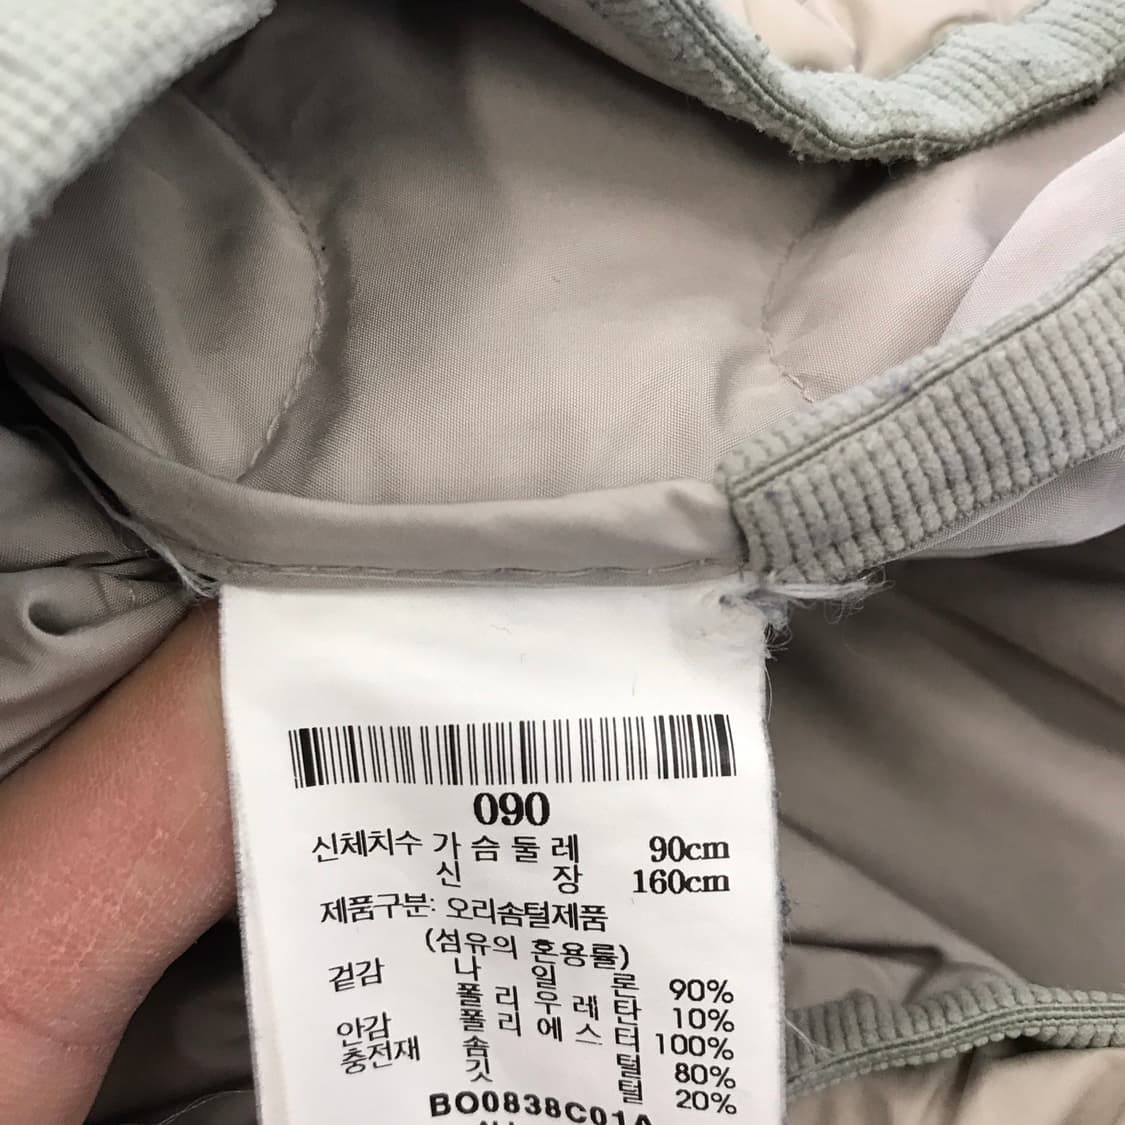 090
신체치수 가슴둘레 90cm
신장 160cm
제품구분: 오리솜털제품
(섬유의 혼용률)
겉감 나일론 90%
폴리우레탄 10%
안감 폴리에스터 100%
충전재 솜털 80%
깃털 20%
BO0838C01A